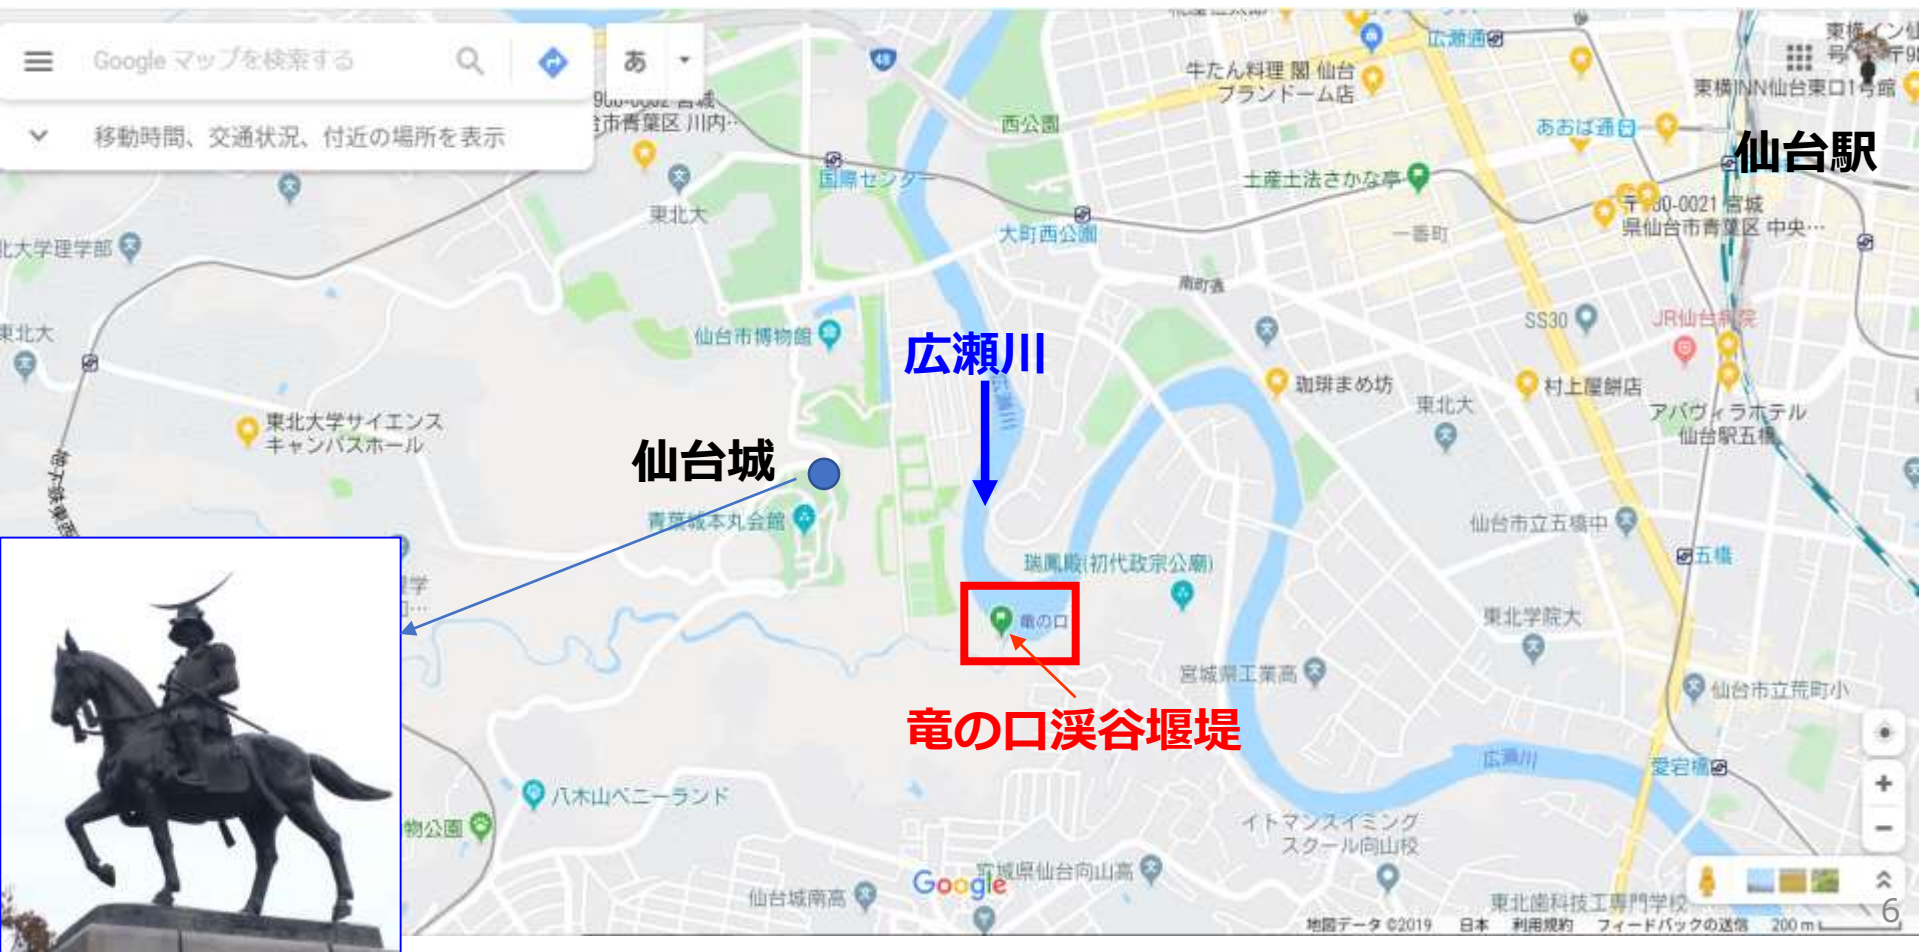 Google マップを検索する
あ
移動時間、交通状況、付近の場所を表示
48
広瀬通
牛たん料理 閣 仙台
ブランドーム店
東横INN仙台東口1号館
西公園
あおば通
仙台駅
国際センター
土産土法さかな亭
東北大
大町西公園
一番町
県仙台市青葉区 中央…
北大学理学部
南町通
東北大
仙台市博物館
SS30
JR仙台病院
広瀬川
広瀬川
珈琲まめ坊
村上屋餅店
東北大
アパヴィラホテル
仙台駅五橋
東北大学サイエンス
キャンパスホール
仙台城
青葉城本丸会館
仙台市立五橋中
五橋
瑞鳳殿(初代政宗公廟)
竜の口
東北学院大
宮城県工業高
仙台市立荒町小
竜の口渓谷堰堤
広瀬川
愛宕橋
八木山ベニーランド
物公園
イトマンスイミング
スクール向山校
宮城県仙台向山高
Google
仙台城南高
東北歯科技工専門学校
6
地図データ ©2019 日本 利用規約 フィードバックの送信 200 m